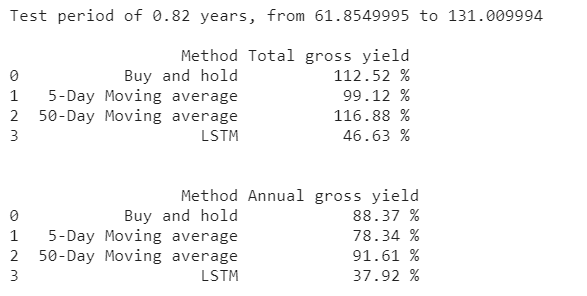 Test period of 0.82 years, from 61.8549995 to 131.009994
Method Total gross yield
0 Buy and hold 112.52 %
1 5-Day Moving average 99.12 %
2 50-Day Moving average 116.88 %
3 LSTM 46.63 %
Method Annual gross yield
0 Buy and hold 88.37 %
1 5-Day Moving average 78.34 %
2 50-Day Moving average 91.61 %
3 LSTM 37.92 %